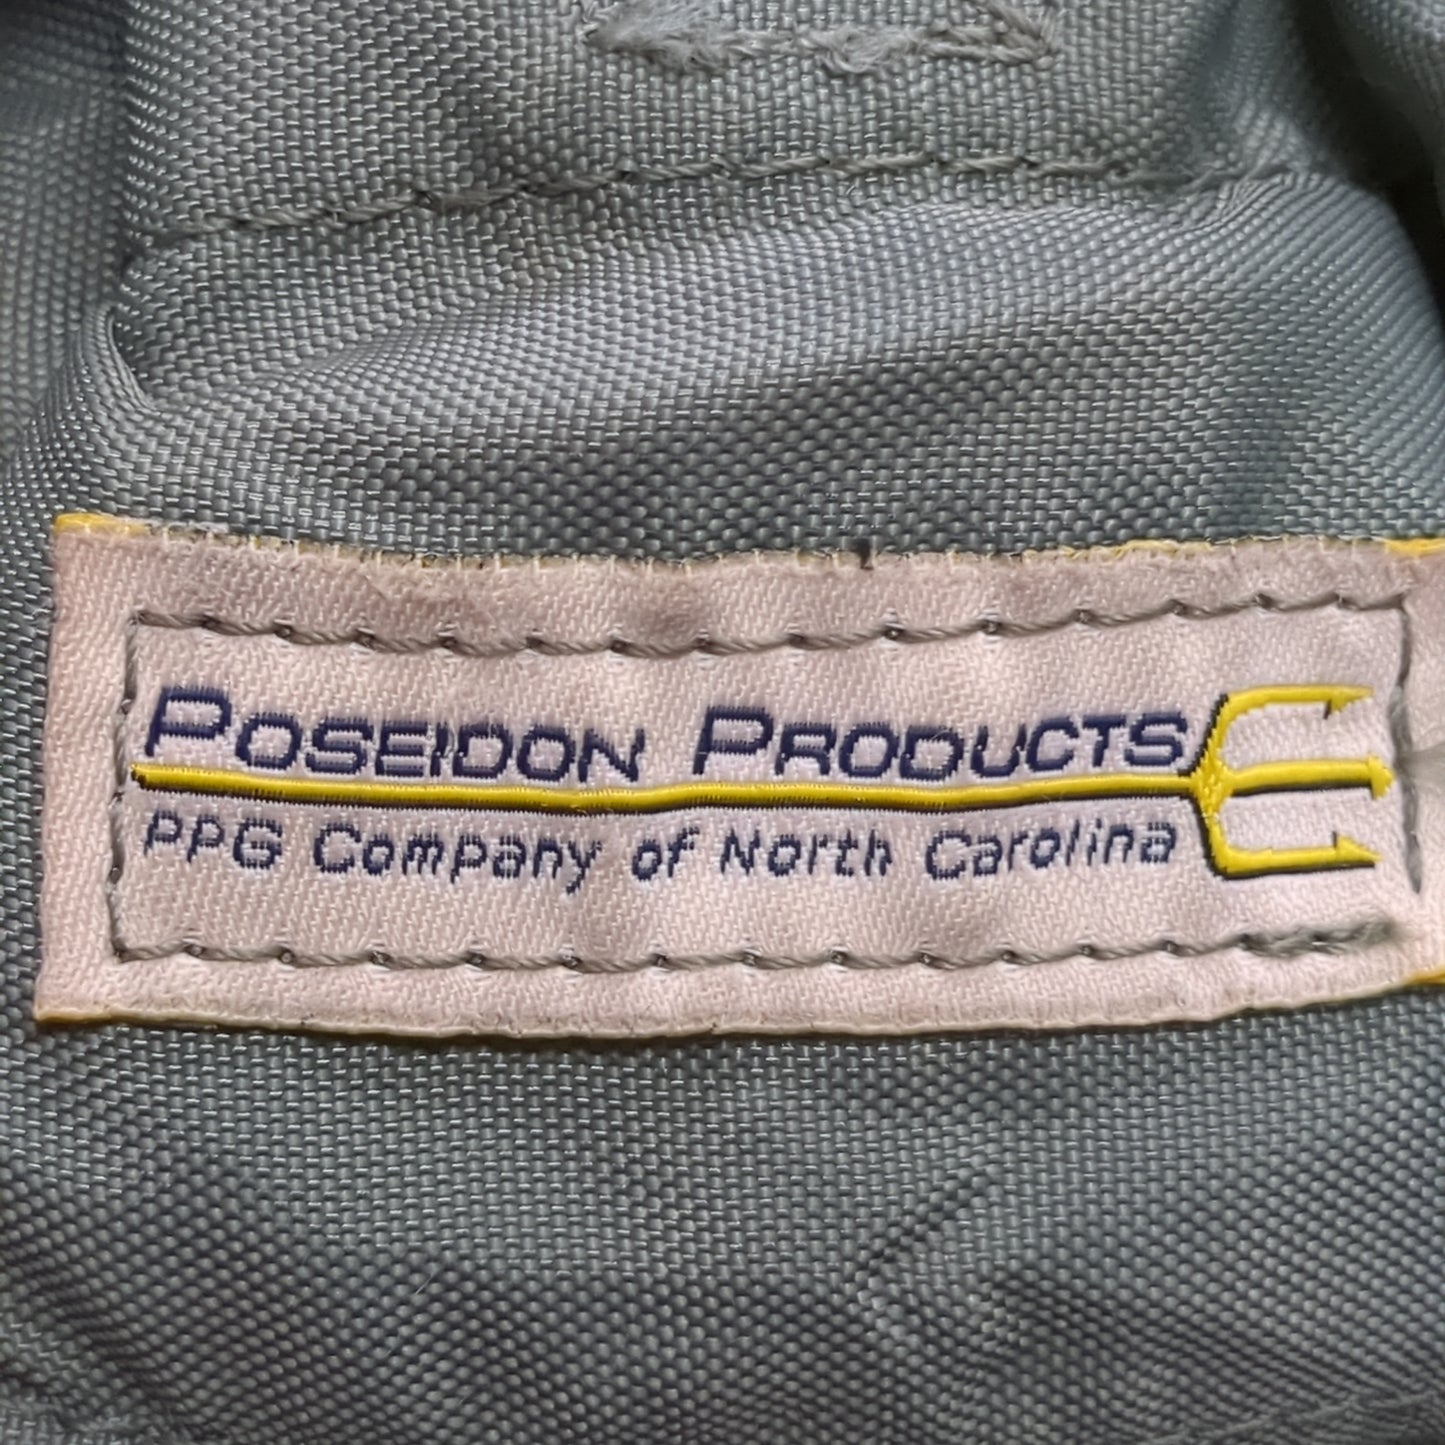 POSEIDON PRODUCTS
PPG Company of North Carolina